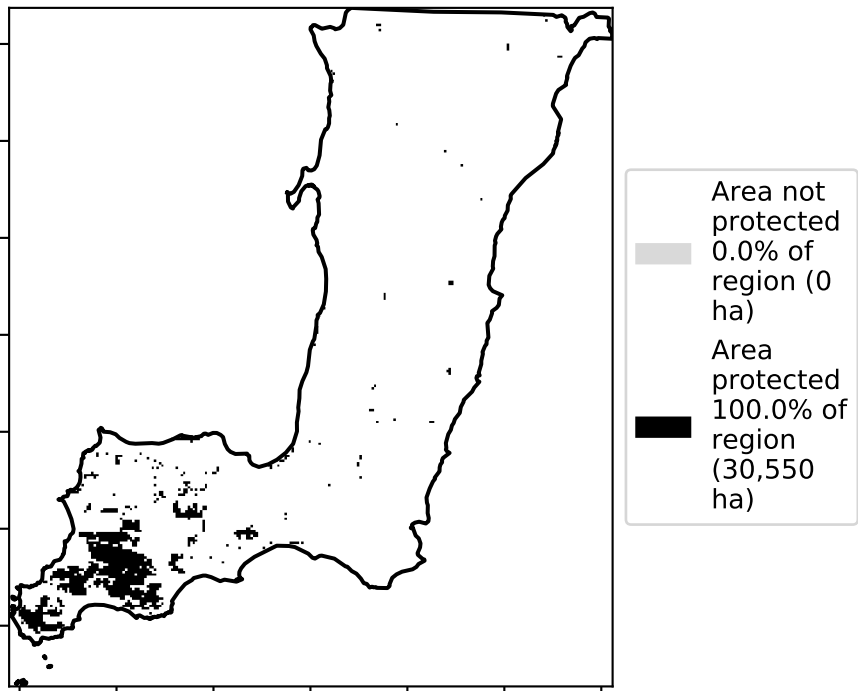 Area not
protected
0.0% of
region (0
ha)
Area
protected
100.0% of
region
(30,550
ha)